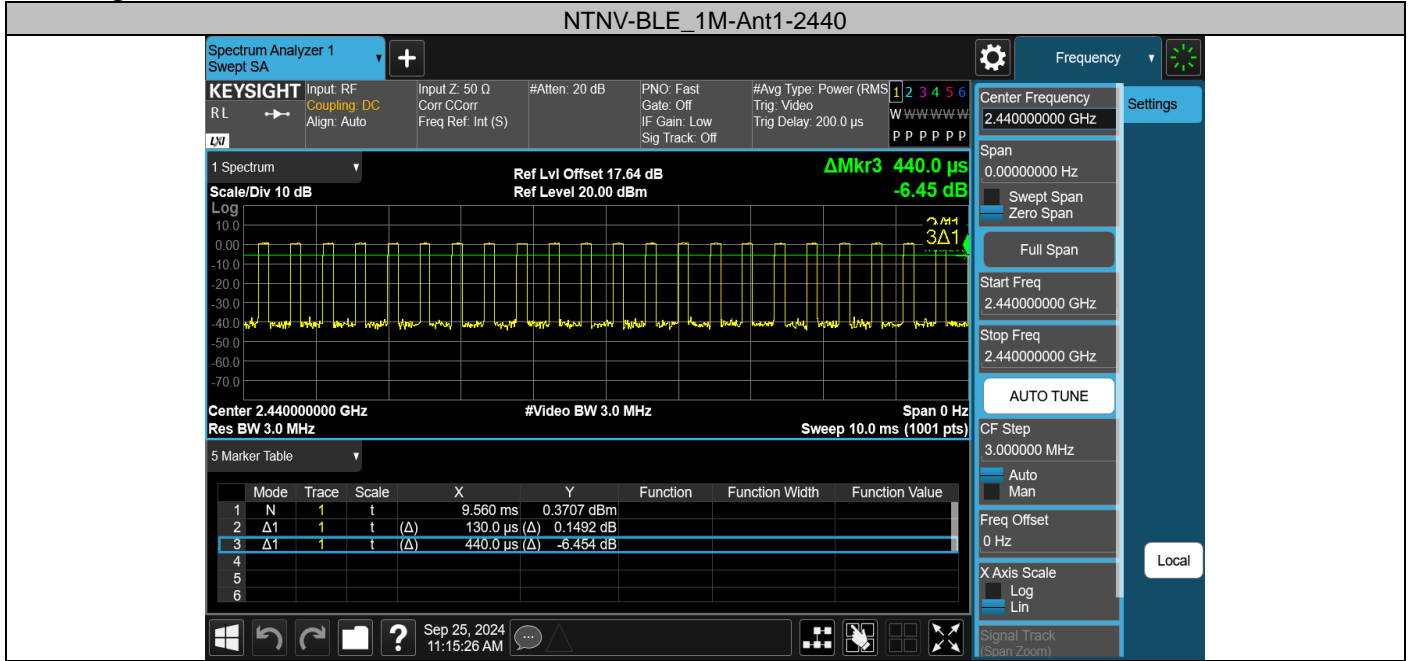 NTNV-BLE_1M-Ant1-2440
Spectrum Analyzer 1
Swept SA
Frequency
KEYSIGHT
R L
LXI
Input: RF
Coupling: DC
Align: Auto
Input Z: 50 Ω
Corr CCorr
Freq Ref: Int (S)
#Atten: 20 dB
PNO: Fast
Gate: Off
IF Gain: Low
Sig Track: Off
#Avg Type: Power (RMS
Trig: Video
Trig Delay: 200.0 µs
1 2 3 4 5 6
W W W W W W
P P P P P P
1 Spectrum
Scale/Div 10 dB
Ref Lvl Offset 17.64 dB
Ref Level 20.00 dBm
ΔMkr3 440.0 µs
-6.45 dB
Log
10.0
0.00
-10.0
-20.0
-30.0
-40.0
-50.0
-60.0
-70.0
3Δ1
Center 2.440000000 GHz
#Video BW 3.0 MHz
Span 0 Hz
Res BW 3.0 MHz
Sweep 10.0 ms (1001 pts)
5 Marker Table
Mode Trace Scale X Y Function Function Width Function Value
1 N 1 t 9.560 ms 0.3707 dBm
2 Δ1 1 t (Δ) 130.0 µs (Δ) 0.1492 dB
3 Δ1 1 t (Δ) 440.0 µs (Δ) -6.454 dB
4
5
6
Center Frequency
2.440000000 GHz
Settings
Span
0.00000000 Hz
Swept Span
Zero Span
Full Span
Start Freq
2.440000000 GHz
Stop Freq
2.440000000 GHz
AUTO TUNE
CF Step
3.000000 MHz
Auto
Man
Freq Offset
0 Hz
X Axis Scale
Log
Lin
Signal Track
(Span Zoom)
Local
?
Sep 25, 2024
11:15:26 AM